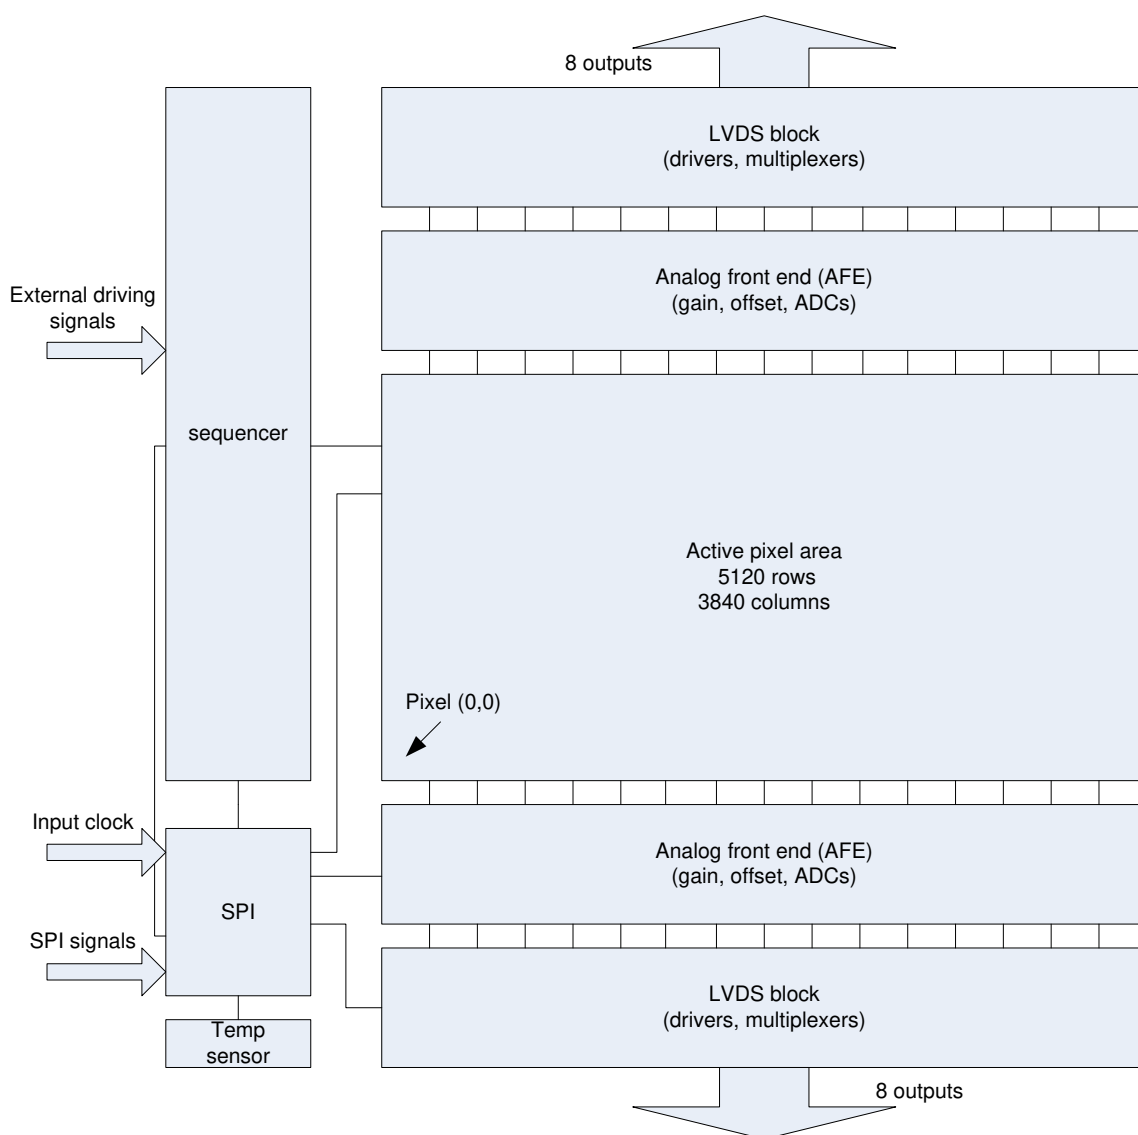 8 outputs
LVDS block
(drivers, multiplexers)
Analog front end (AFE)
(gain, offset, ADCs)
External driving
signals
sequencer
Active pixel area
5120 rows
3840 columns
Pixel (0,0)
Input clock
Analog front end (AFE)
(gain, offset, ADCs)
SPI
SPI signals
LVDS block
(drivers, multiplexers)
Temp
sensor
8 outputs